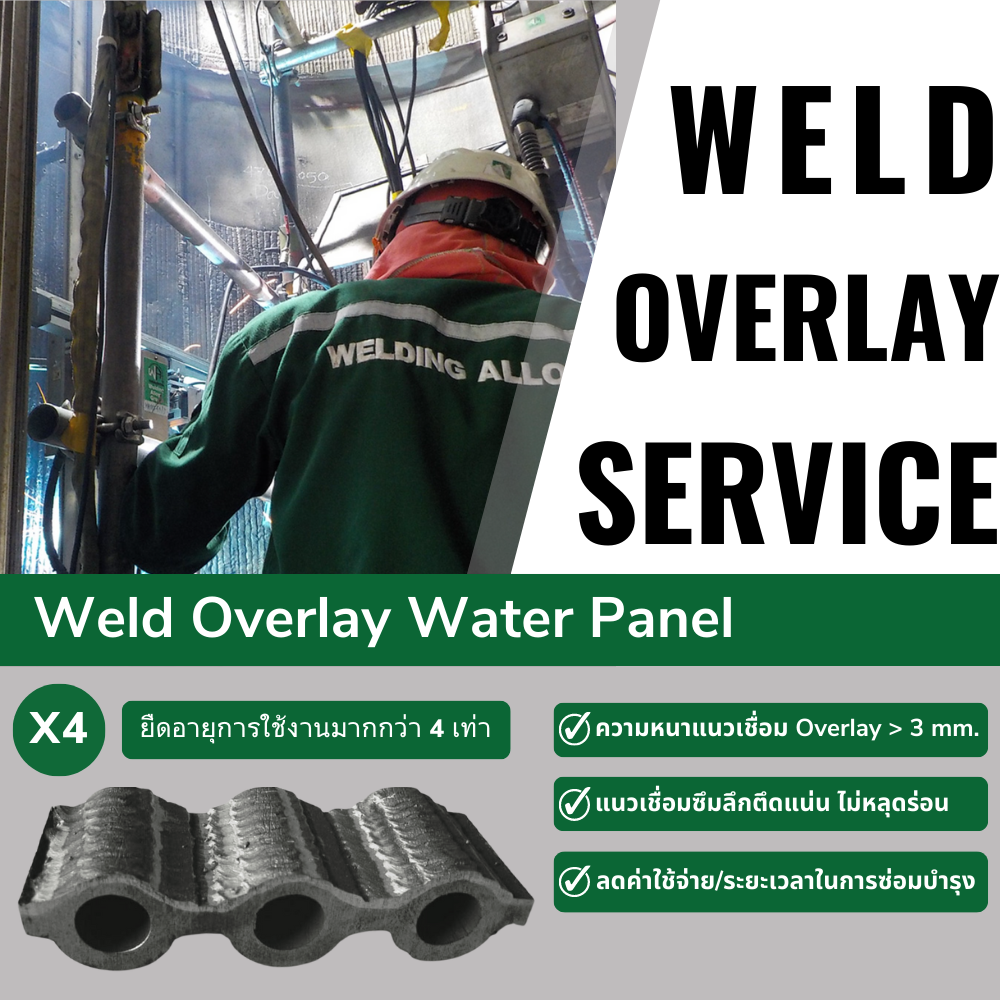 WELD
OVERLAY
SERVICE
WELDING ALLO
Weld Overlay Water Panel
X4
ยืดอายุการใช้งานมากกว่า 4 เท่า
ความหนาแนวเชื่อม Overlay > 3 mm.
แนวเชื่อมซึมลึกตึดแน่น ไม่หลุดร่อน
ลดค่าใช้จ่าย/ระยะเวลาในการซ่อมบำรุง